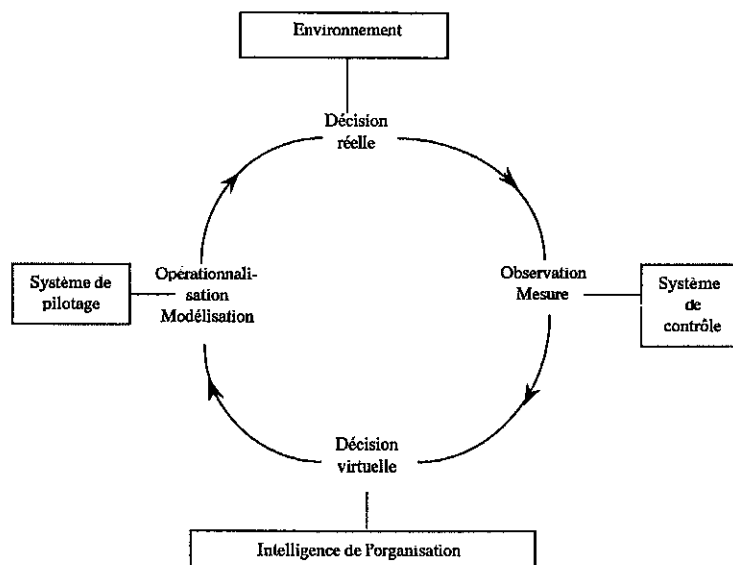 Environnement
Décision
réelle
Système de
pilotage
Opérationnali-
sation
Modélisation
Observation
Mesure
Système
de
contrôle
Décision
virtuelle
Intelligence de l'organisation